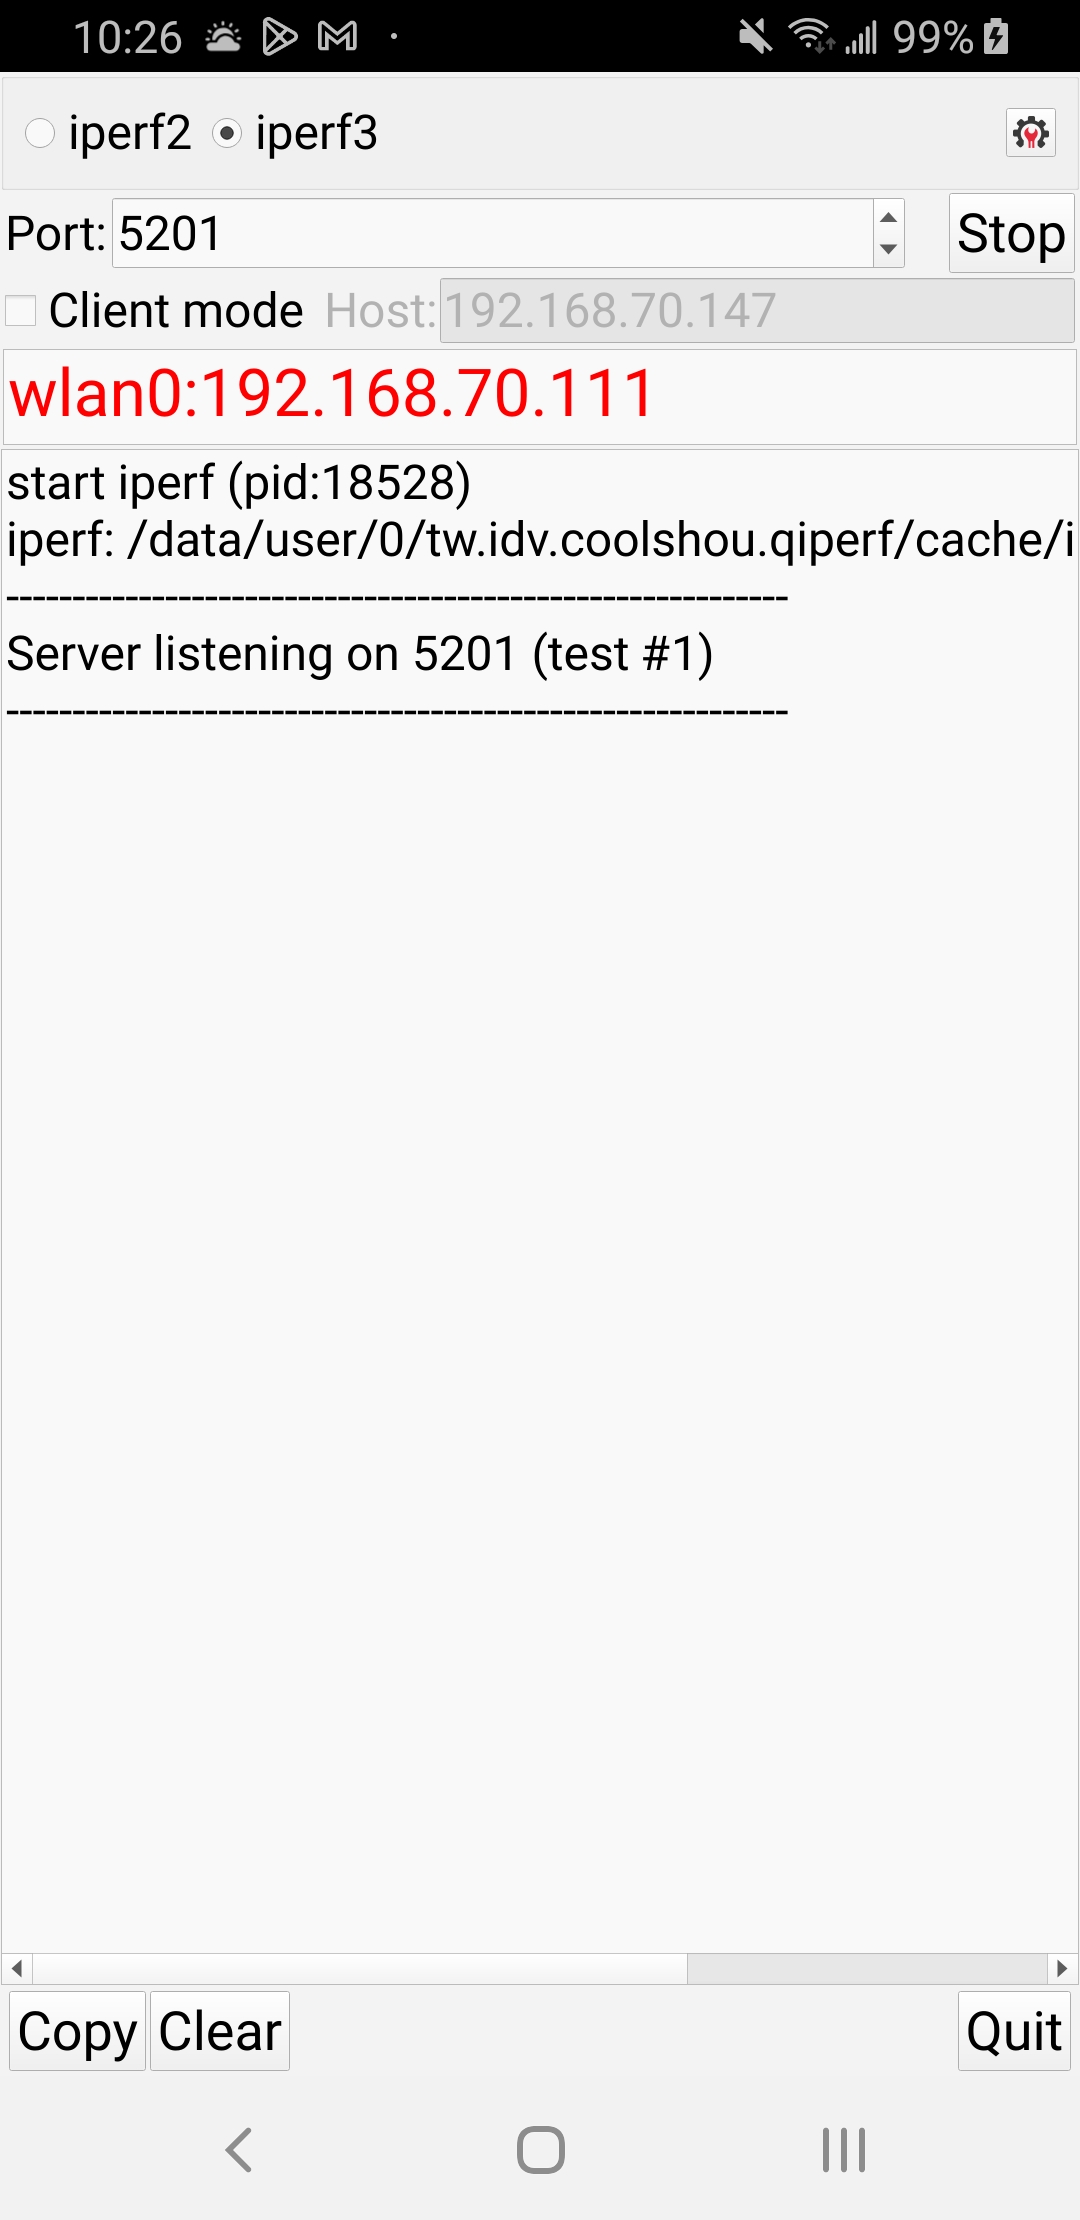 10:26 99%
iperf2 iperf3
Port: 5201 Stop
Client mode Host: 192.168.70.147
wlan0:192.168.70.111
start iperf (pid:18528)
iperf: /data/user/0/tw.idv.coolshou.qiperf/cache/i
-----------------------------------------------------------
Server listening on 5201 (test #1)
-----------------------------------------------------------
Copy Clear Quit